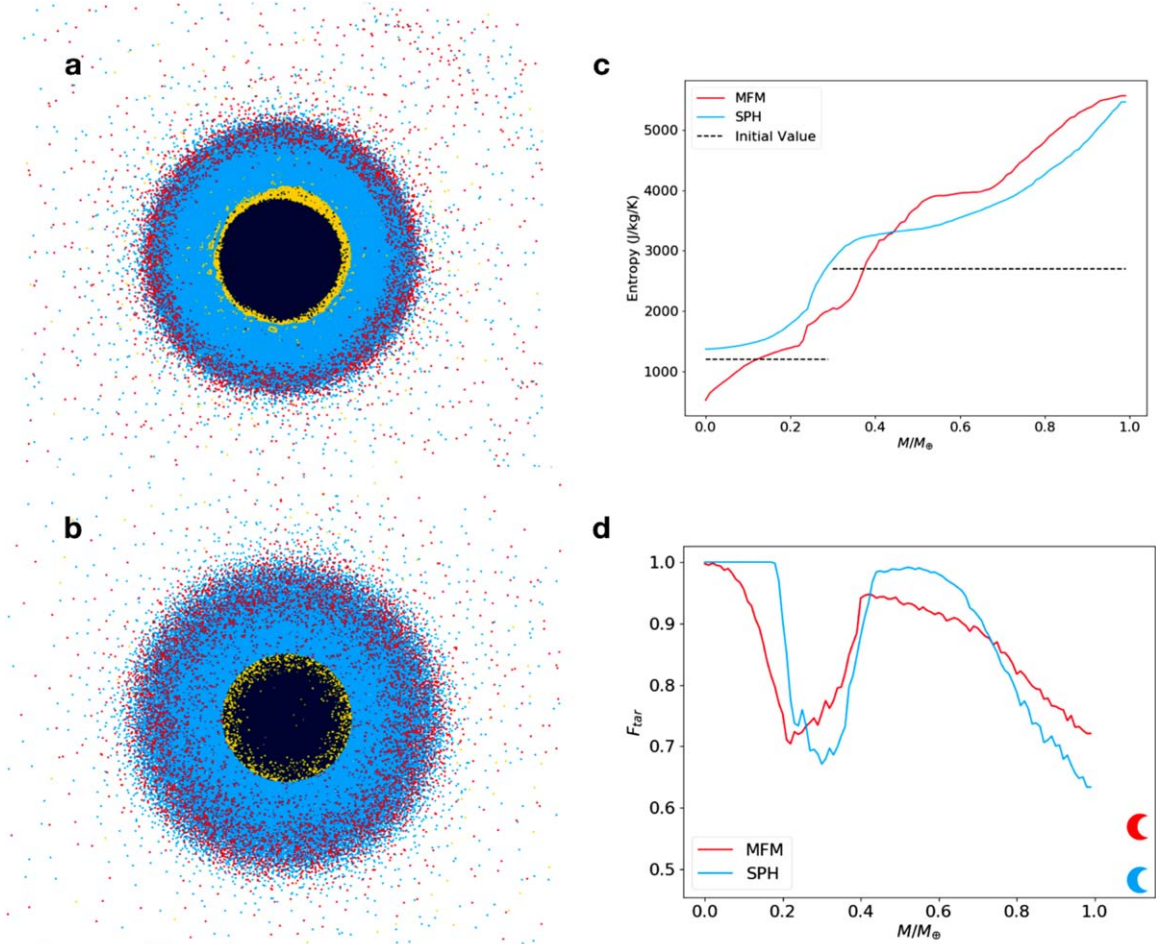 a
b
c
MFM
SPH
Initial Value
Entropy (J/kg/K)
5000
4000
3000
2000
1000
0.0 0.2 0.4 0.6 0.8 1.0
M/M⊕
d
F_tar
1.0
0.9
0.8
0.7
0.6
0.5
MFM
SPH
0.0 0.2 0.4 0.6 0.8 1.0
M/M⊕